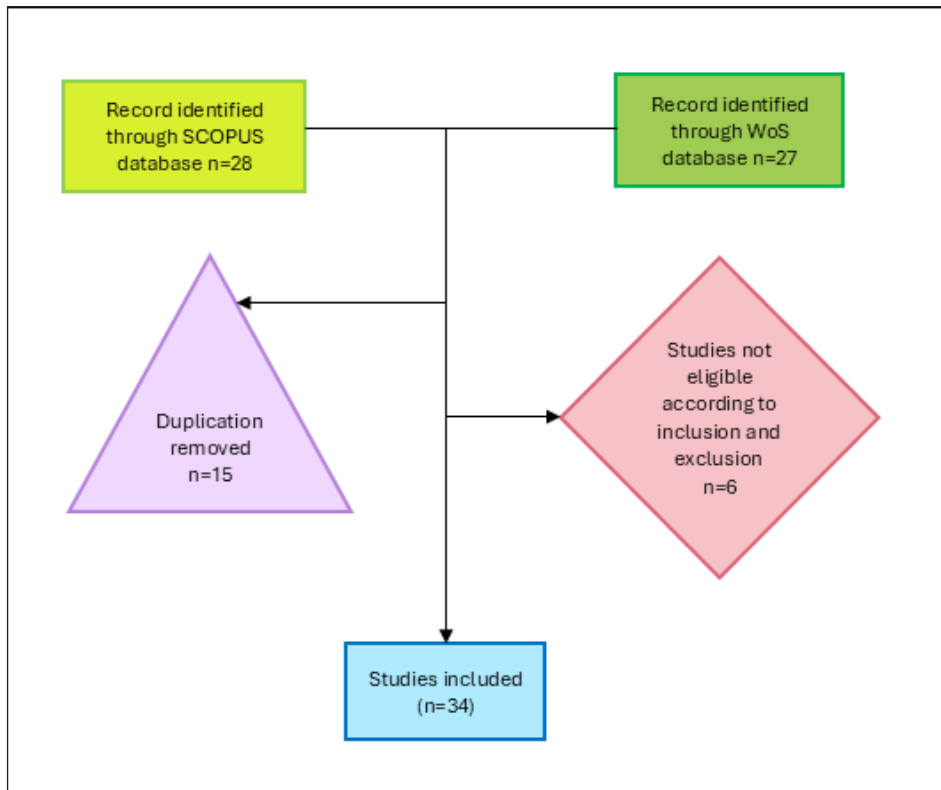 Record identified
through SCOPUS
database n=28
Record identified
through WoS
database n=27
Duplication
removed
n=15
Studies not
eligible
according to
inclusion and
exclusion
n=6
Studies included
(n=34)